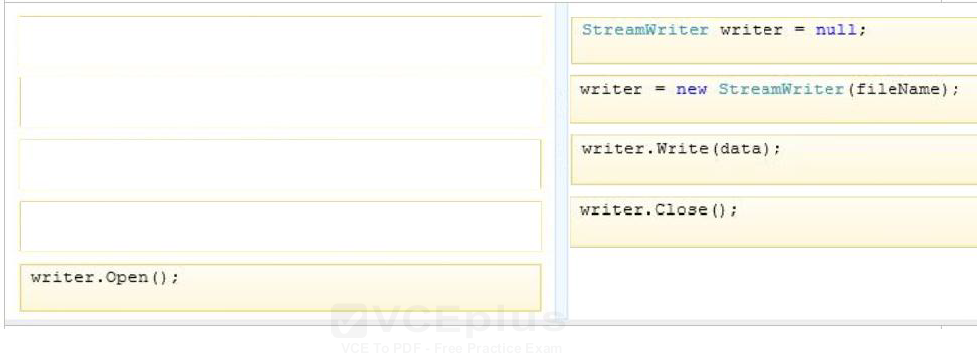 StreamWriter writer = null;
writer = new StreamWriter(fileName);
writer.Write(data);
writer.Close();
writer.Open();
VCEplus
VCE To PDF - Free Practice Exam